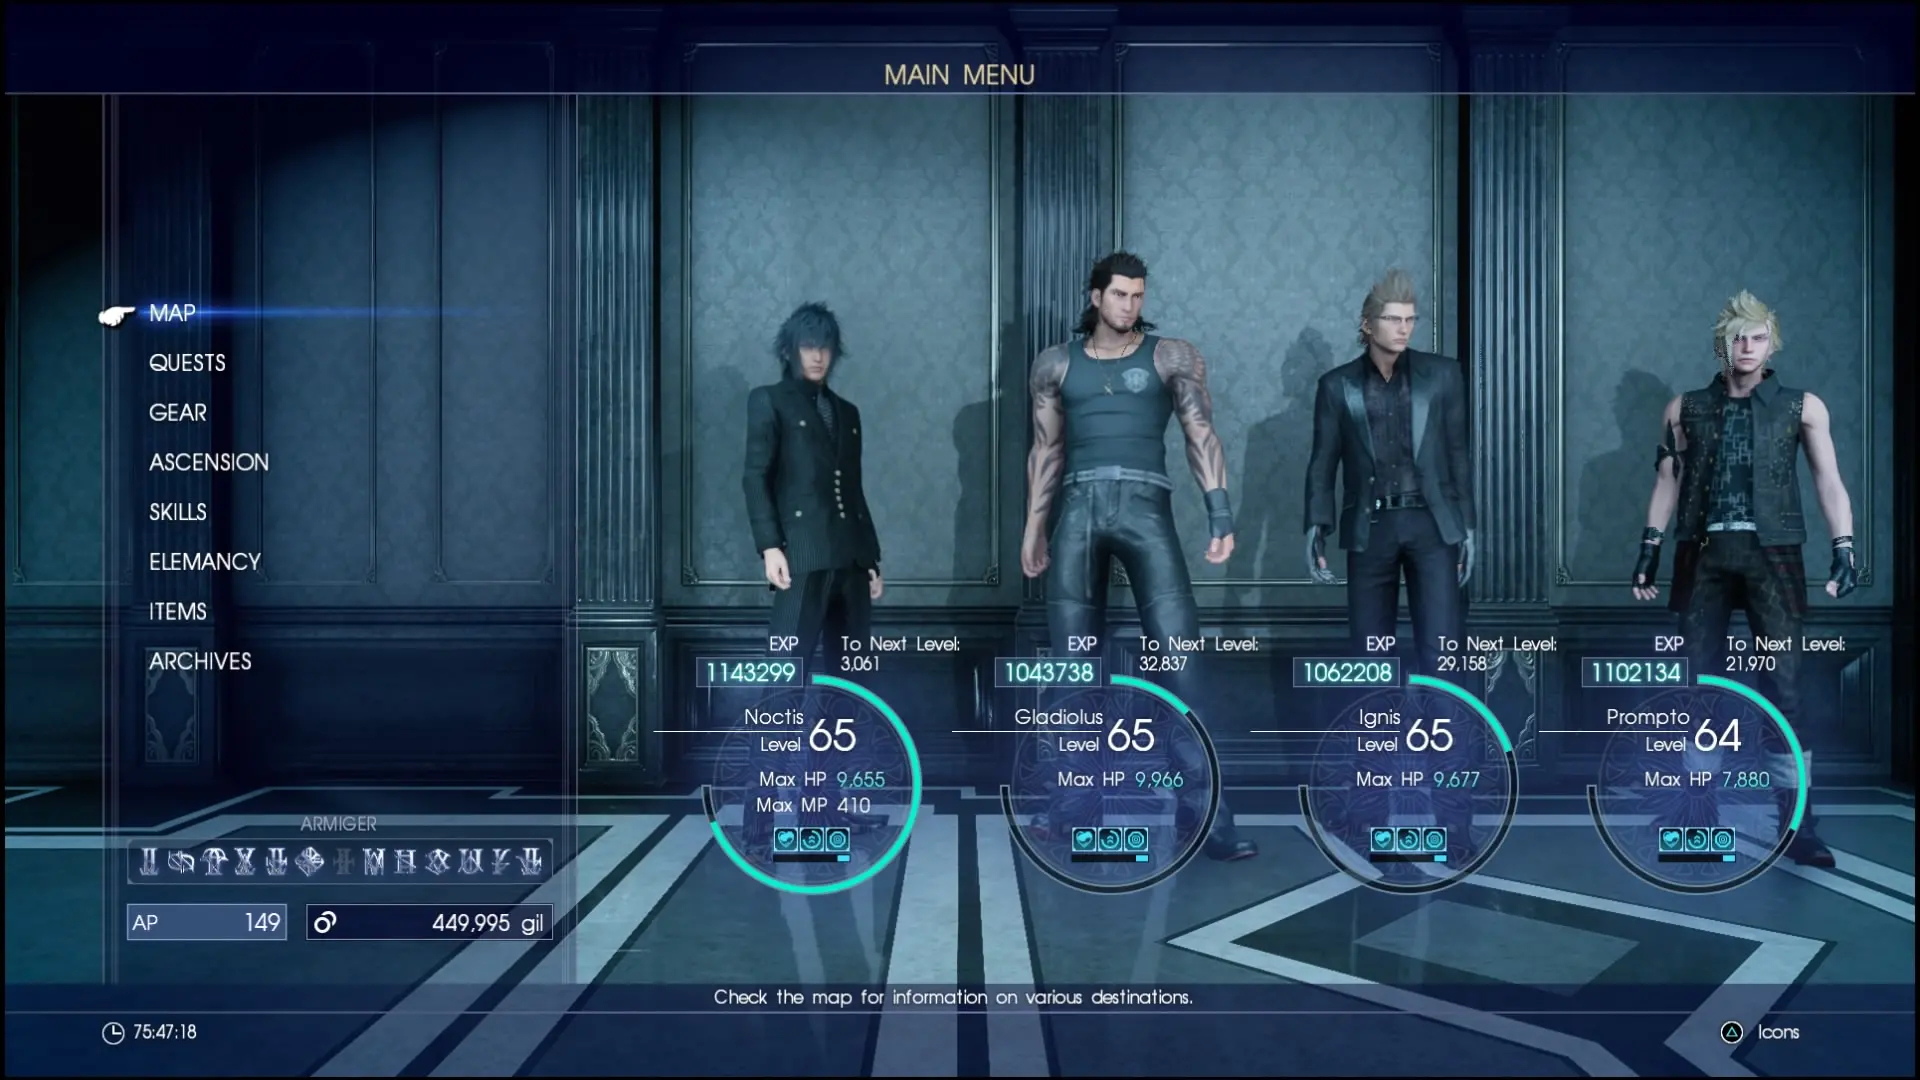 MAIN MENU
MAP
QUESTS
GEAR
ASCENSION
SKILLS
ELEMANCY
ITEMS
ARCHIVES
ARMIGER
AP 149
449,995 gil
EXP
1143299
To Next Level:
3,061
Noctis
Level 65
Max HP 9,655
Max MP 410
EXP
1043738
To Next Level:
32,837
Gladiolus
Level 65
Max HP 9,966
EXP
1062208
To Next Level:
29,158
Ignis
Level 65
Max HP 9,677
EXP
1102134
To Next Level:
21,970
Prompto
Level 64
Max HP 7,880
Check the map for information on various destinations.
75:47:18
Icons